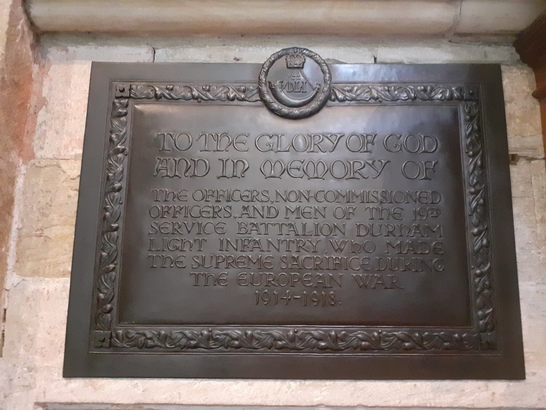 DLI
TO THE GLORY OF GOD
AND IN MEMORY OF
THE OFFICERS, NON-COMMISSIONED
OFFICERS, AND MEN OF THE 19TH
SERVICE BATTALION DURHAM
LIGHT INFANTRY, WHO MADE
THE SUPREME SACRIFICE DURING
THE EUROPEAN WAR
1914-1918.